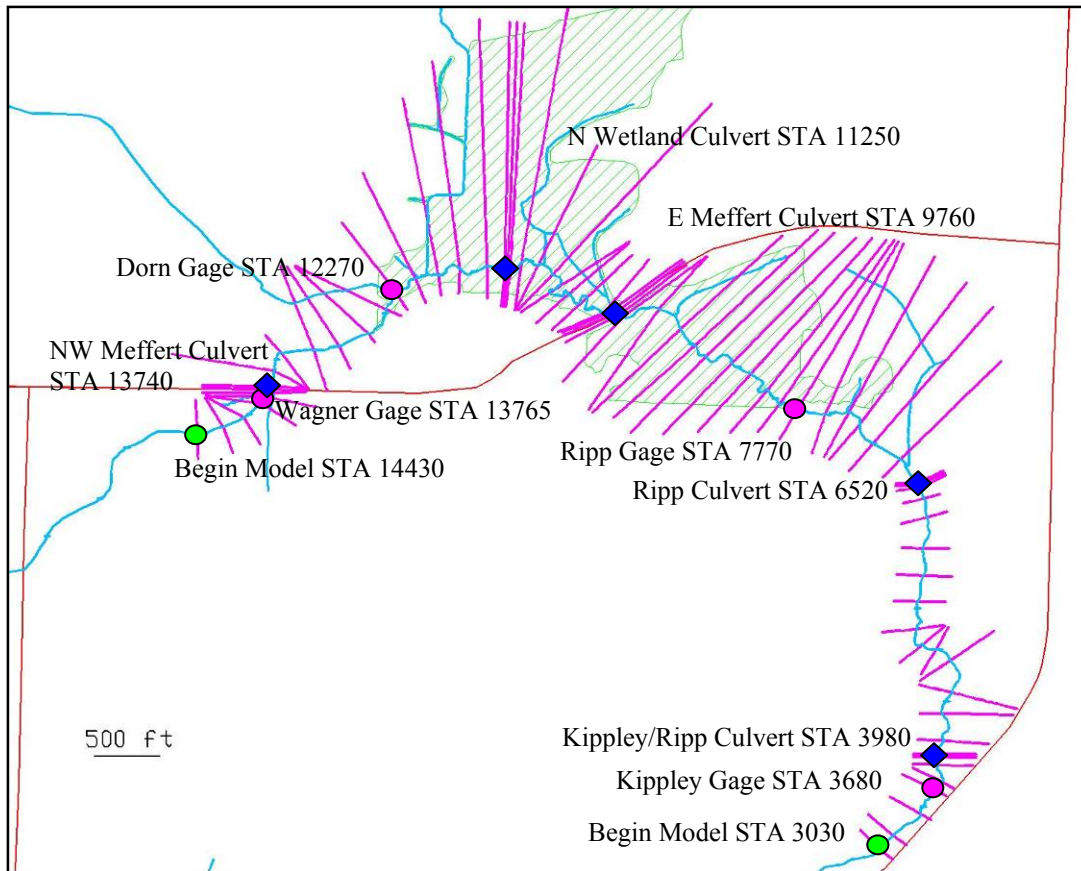 N Wetland Culvert STA 11250
E Meffert Culvert STA 9760
Dorn Gage STA 12270
NW Meffert Culvert
STA 13740
Wagner Gage STA 13765
Ripp Gage STA 7770
Begin Model STA 14430
Ripp Culvert STA 6520
500 ft
Kippley/Ripp Culvert STA 3980
Kippley Gage STA 3680
Begin Model STA 3030